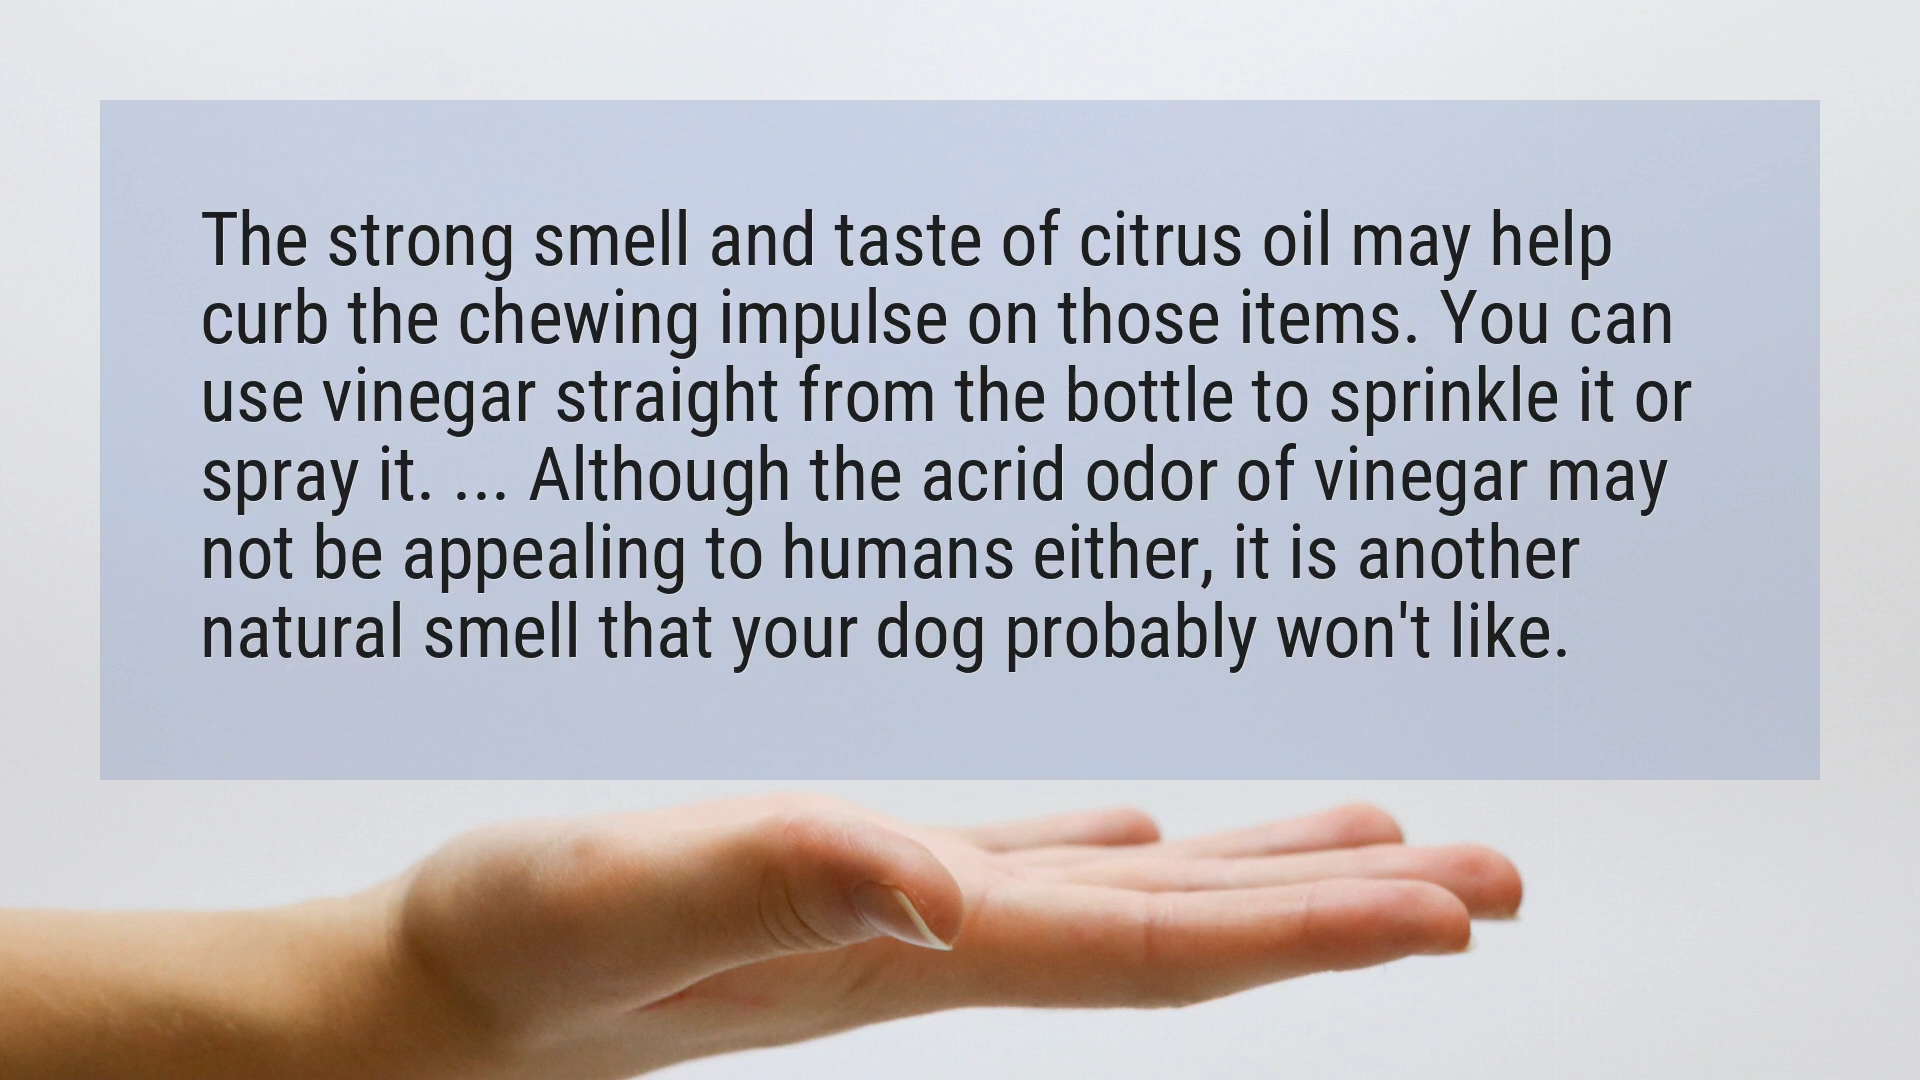 The strong smell and taste of citrus oil may help
curb the chewing impulse on those items. You can
use vinegar straight from the bottle to sprinkle it or
spray it. ... Although the acrid odor of vinegar may
not be appealing to humans either, it is another
natural smell that your dog probably won't like.